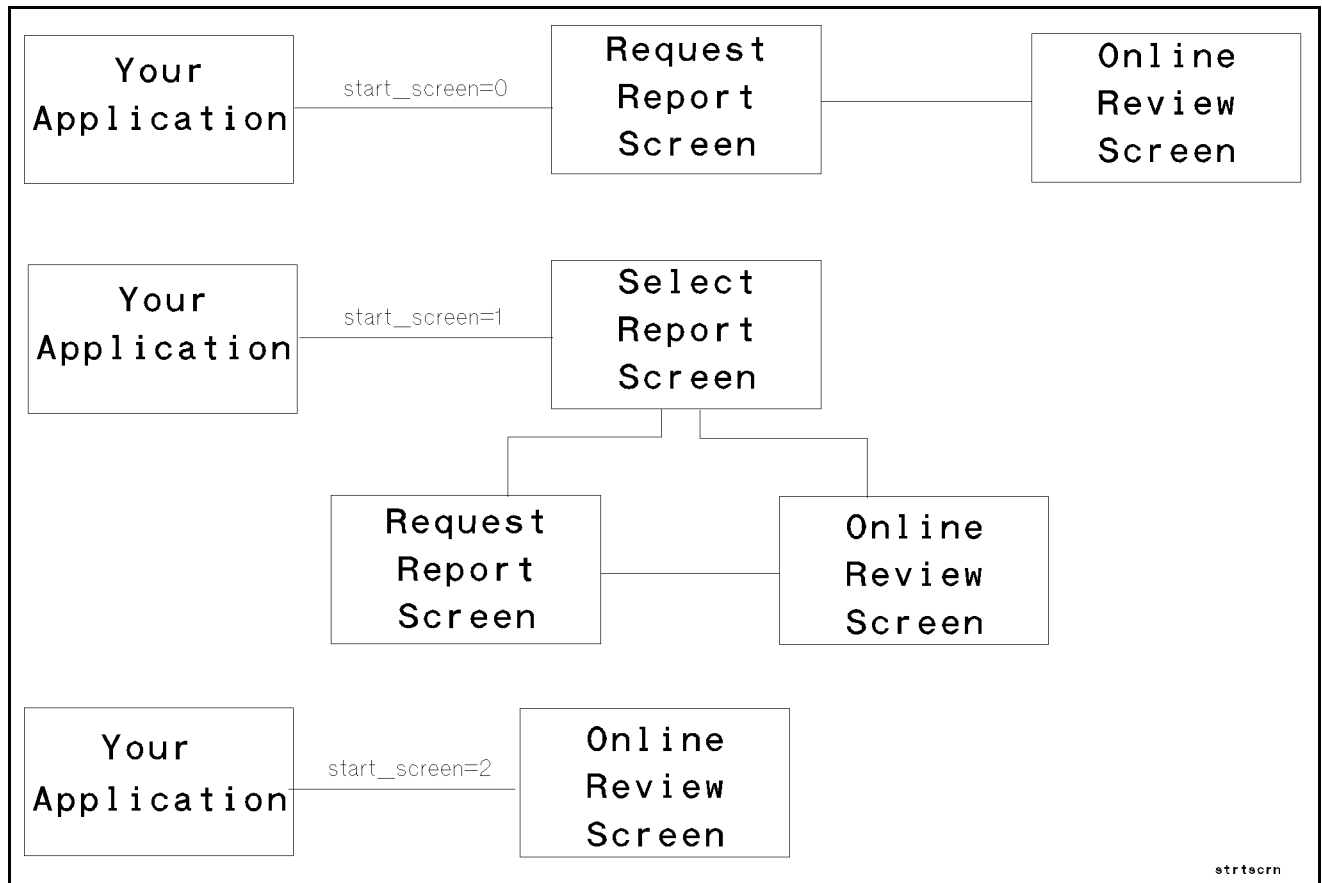 Your
Application
start_screen=0
Request
Report
Screen
Online
Review
Screen
Your
Application
start_screen=1
Select
Report
Screen
Request
Report
Screen
Online
Review
Screen
Your
Application
start_screen=2
Online
Review
Screen
strtscrn